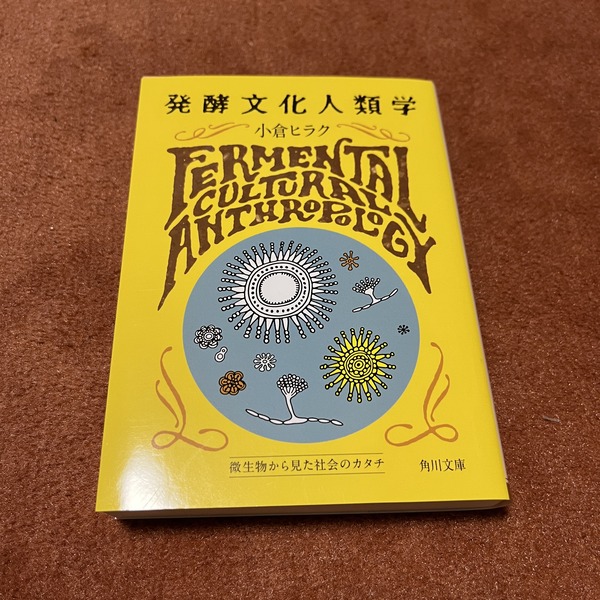 発酵文化人類学
小倉ヒラク
FERMENTAL
CULTURAL
ANTHROPOLOGY
微生物から見た社会のカタチ
角川文庫